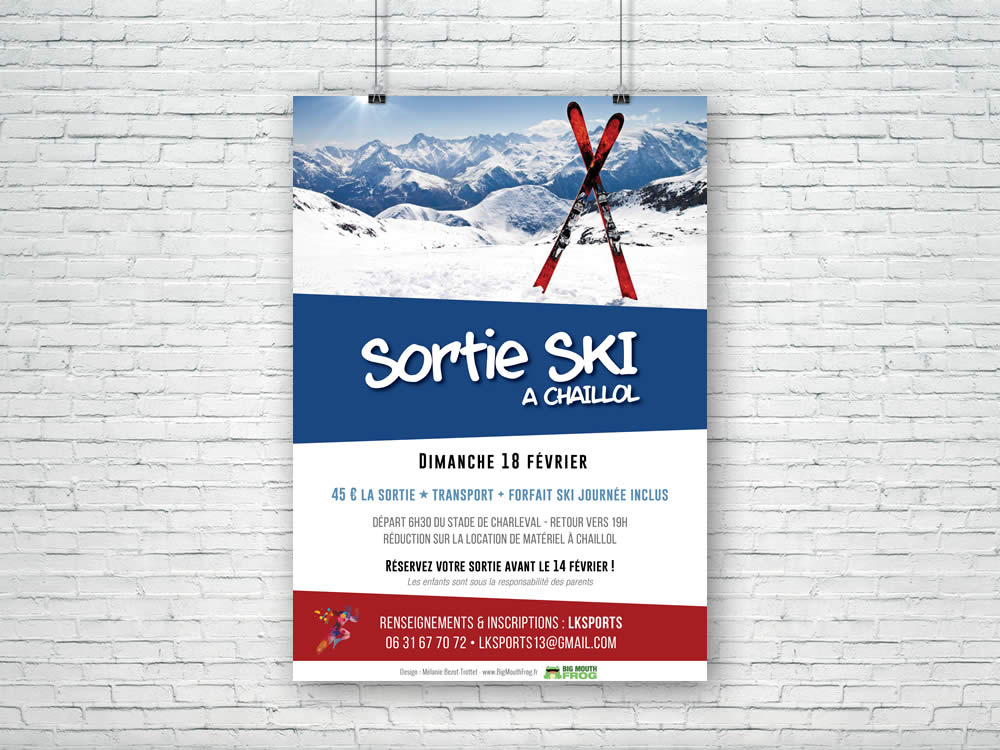 Sortie SKI
A CHAILLOL
DIMANCHE 18 FÉVRIER
45 € LA SORTIE ★ TRANSPORT + FORFAIT SKI JOURNÉE INCLUS
DÉPART 6H30 DU STADE DE CHARLEVAL - RETOUR VERS 19H
RÉDUCTION SUR LA LOCATION DE MATÉRIEL À CHAILLOL
RÉSERVEZ VOTRE SORTIE AVANT LE 14 FÉVRIER !
Les enfants sont sous la responsabilité des parents
RENSEIGNEMENTS & INSCRIPTIONS : LKSPORTS
06 31 67 70 72 • LKSPORTS13@GMAIL.COM
Design : Mélanie Bezot-Trottet - www.BigMouthFrog.fr
BIG MOUTH
FROG